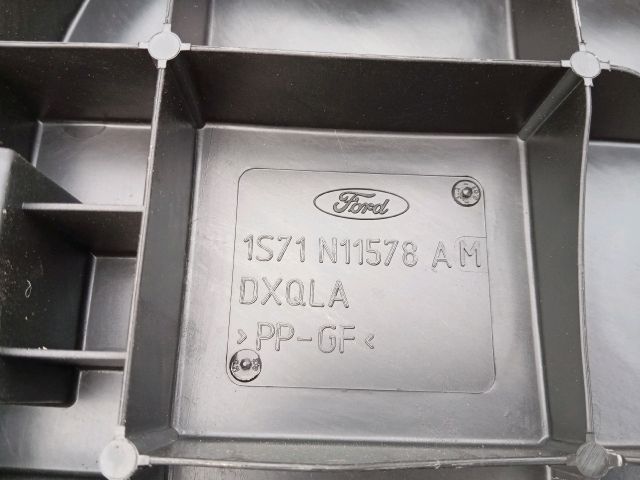 Ford
1S71 N11578 AM
DXQLA
>PP-GF<